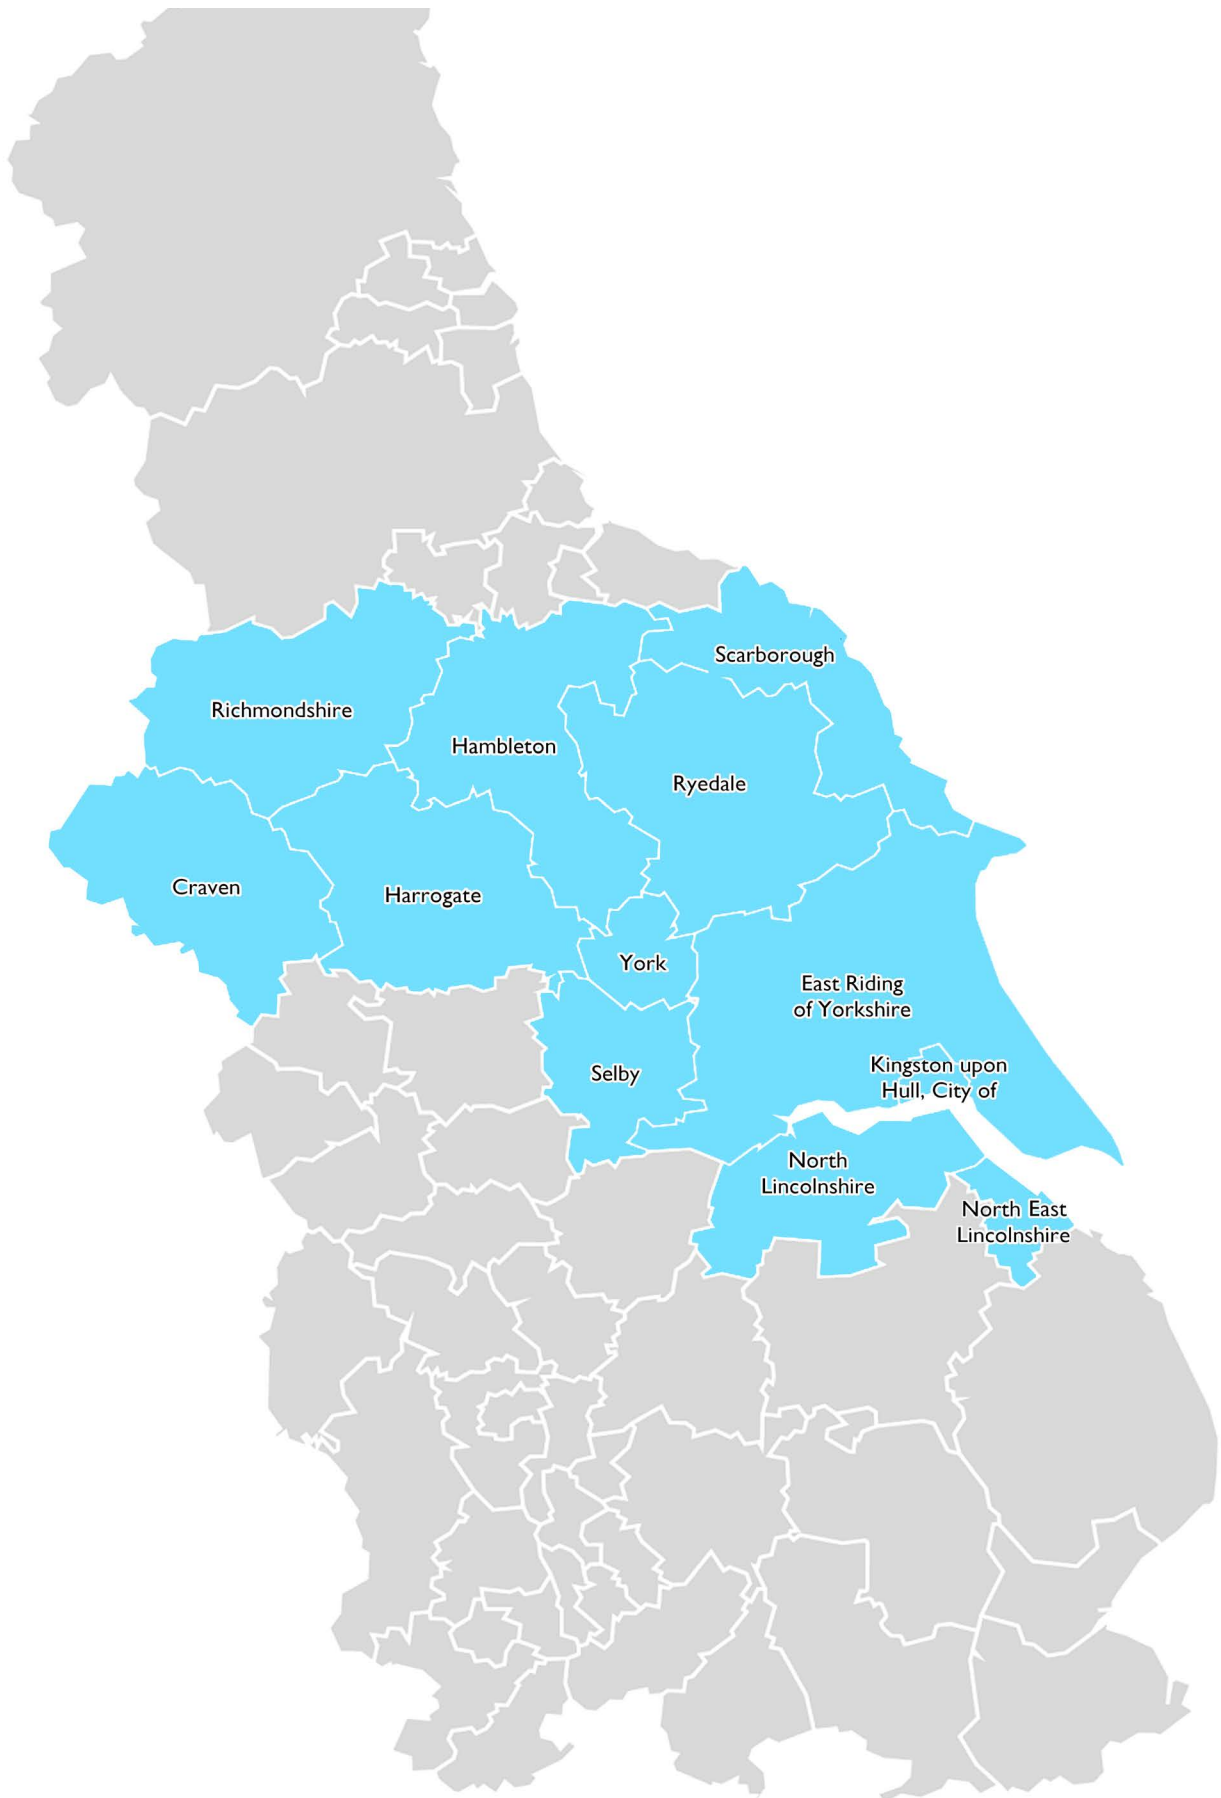 Scarborough
Richmondshire
Hambleton
Ryedale
Craven
Harrogate
York
East Riding
of Yorkshire
Selby
Kingston upon
Hull, City of
North
Lincolnshire
North East
Lincolnshire